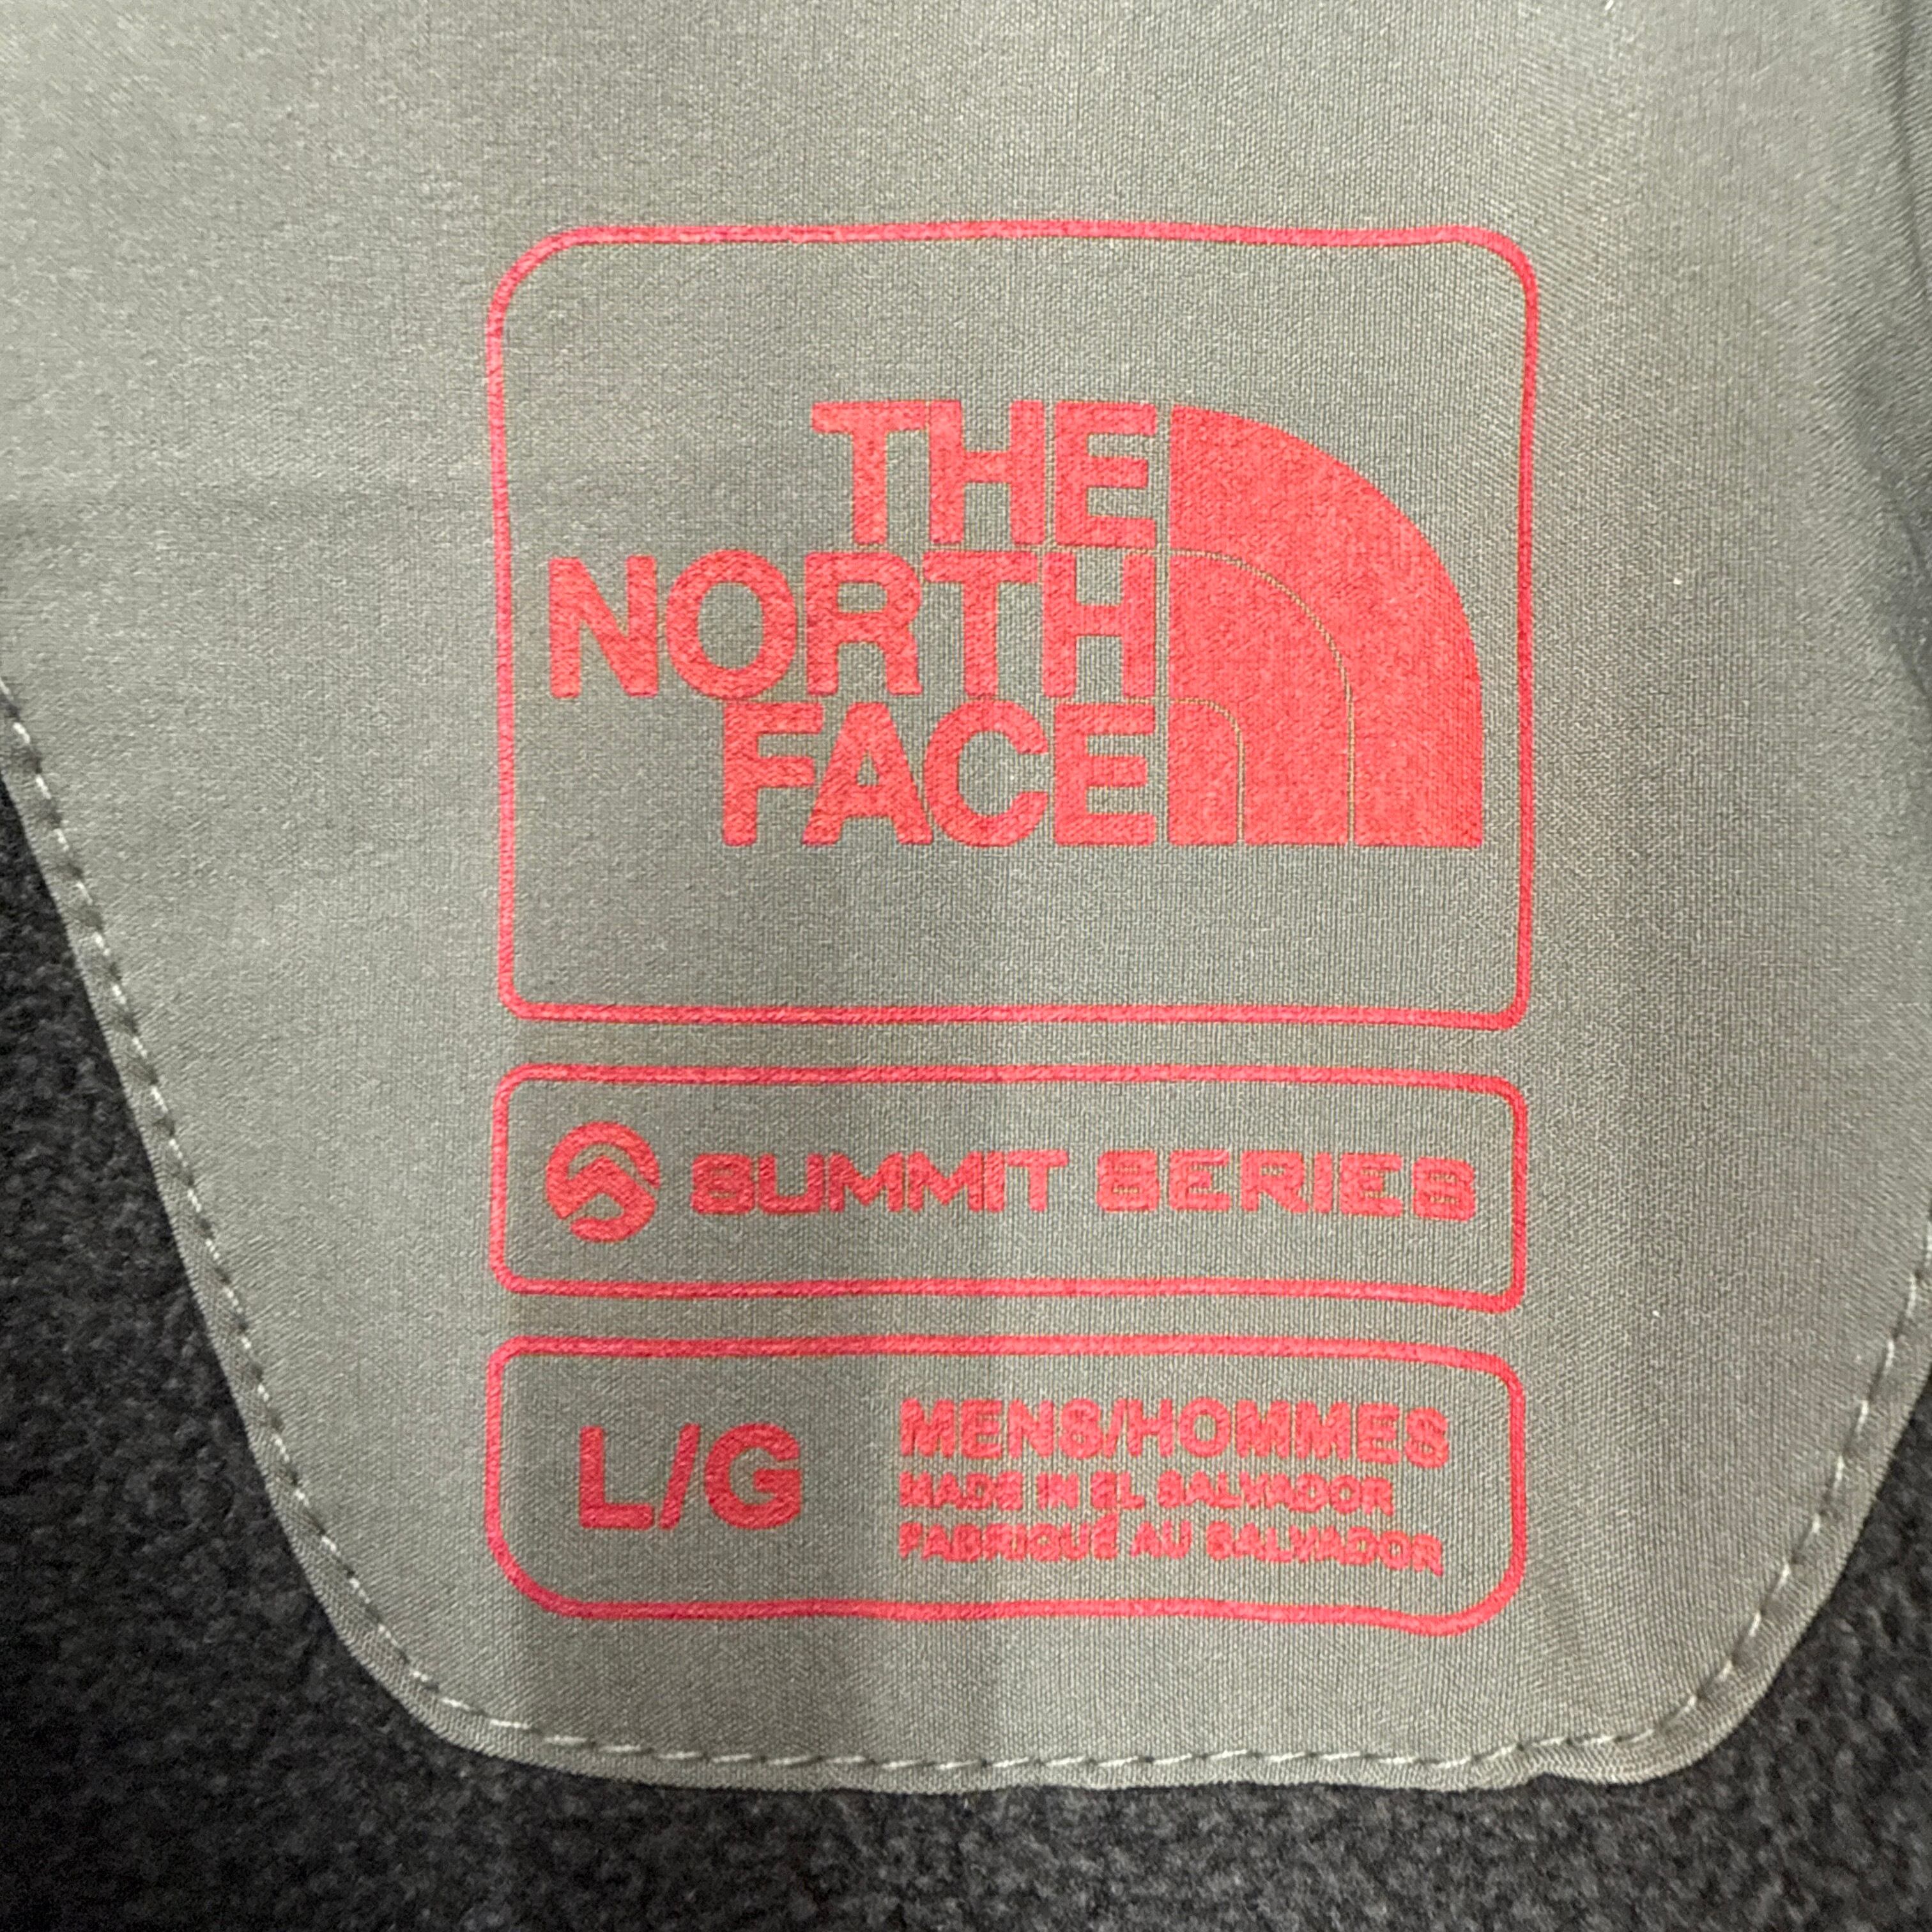 THE
NORTH
FACE
SUMMIT SERIES
L/G
MENS/HOMMES
MADE IN EL SALVADOR
FABRIQUÉ AU SALVADOR